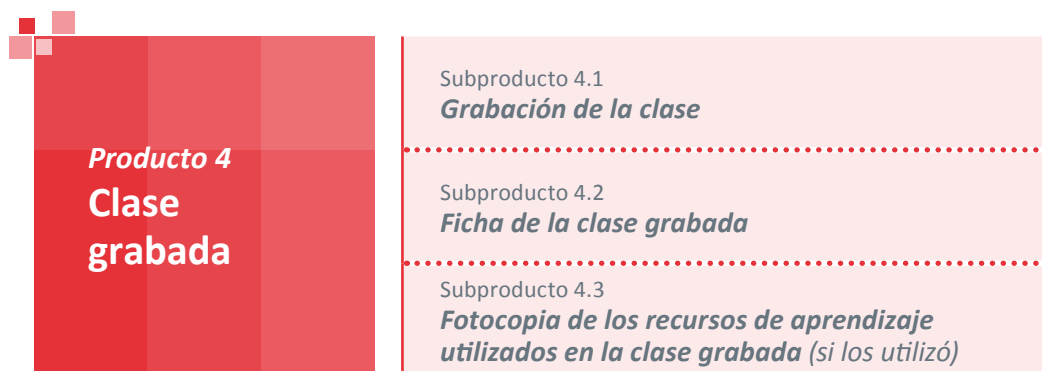 Producto 4
Clase
grabada
Subproducto 4.1
Grabación de la clase
Subproducto 4.2
Ficha de la clase grabada
Subproducto 4.3
Fotocopia de los recursos de aprendizaje
utilizados en la clase grabada (si los utilizó)